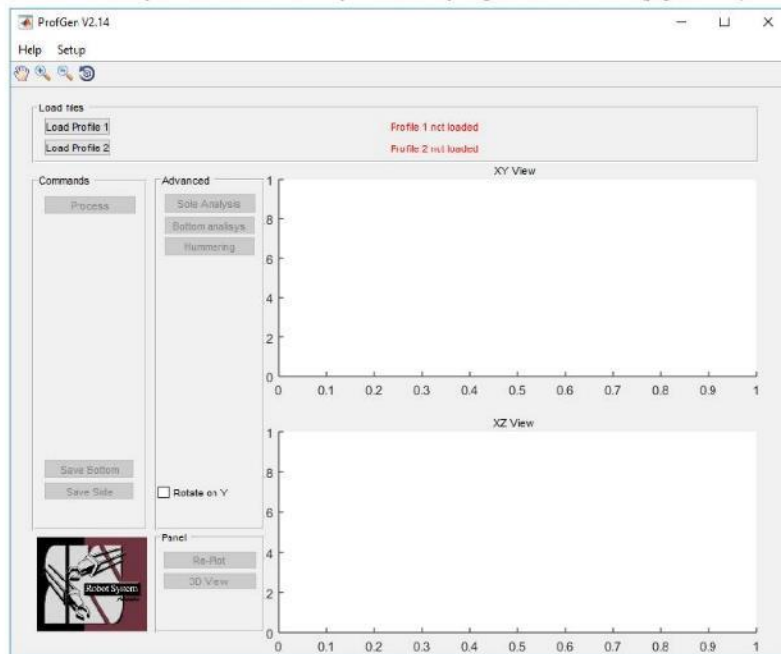 ProfGen V2.14
Help Setup
Load files
Load Profile 1
Profile 1 not loaded
Load Profile 2
Profile 2 not loaded
Commands
Process
Save Bottom
Save Side
Advanced
Sole Analysis
Bottom analisys
Hummering
Rotate on Y
Panel
Re-Plot
3D View
Robot System
XY View
1
.8
.6
4
2
0
0 0.1 0.2 0.3 0.4 0.5 0.6 0.7 0.8 0.9 1
XZ View
1
.8
6
4
2
0
0 0.1 0.2 0.3 0.4 0.5 0.6 0.7 0.8 0.9 1